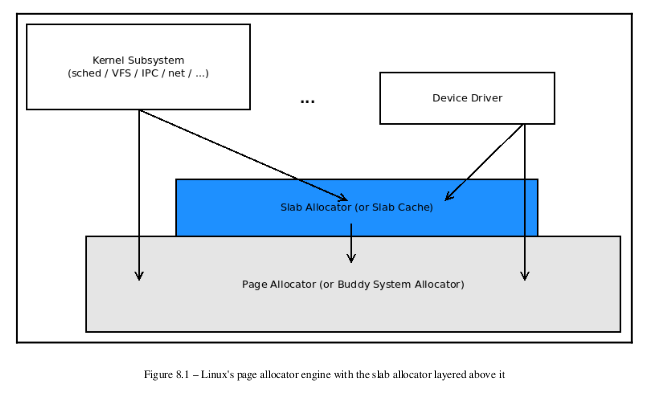 Kernel Subsystem
(sched / VFS / IPC / net / ...)
...
Device Driver
Slab Allocator (or Slab Cache)
Page Allocator (or Buddy System Allocator)
Figure 8.1 – Linux's page allocator engine with the slab allocator layered above it